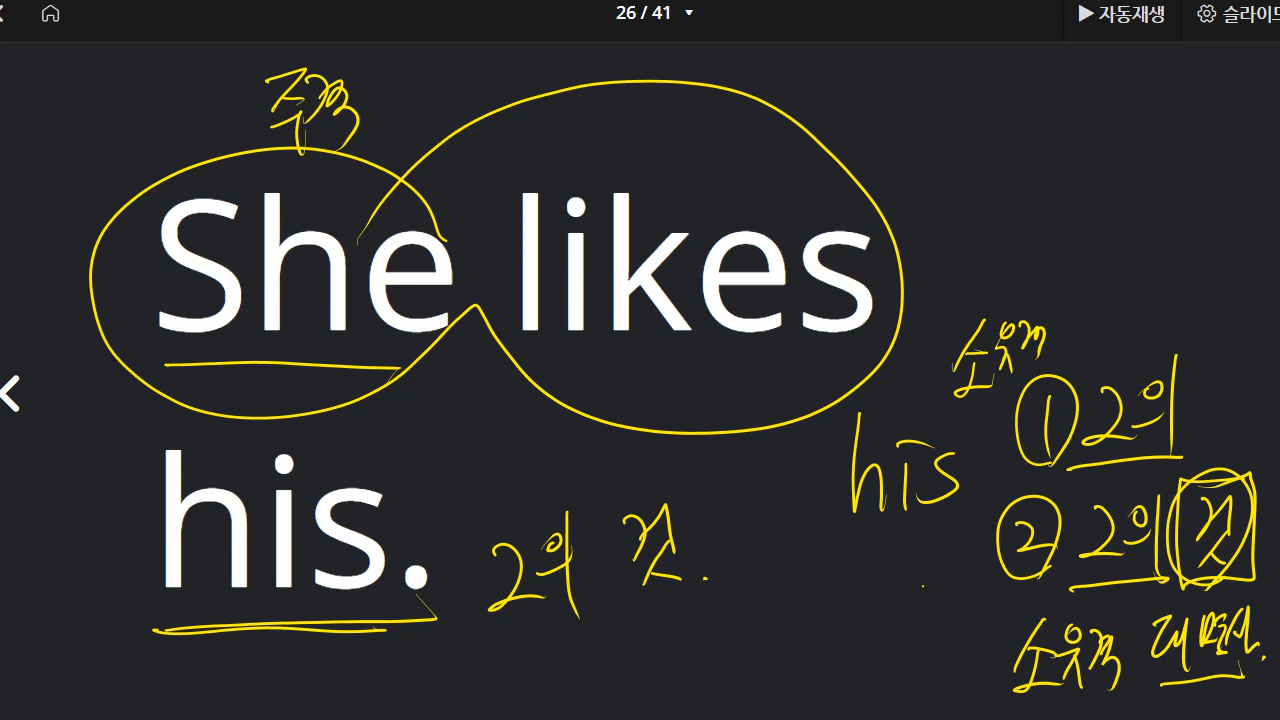 26 / 41
자동재생
슬라이드
주격
She likes
소유격
his
① 그의
his. 그의 것.
② 그의 것
소유격 대명사.